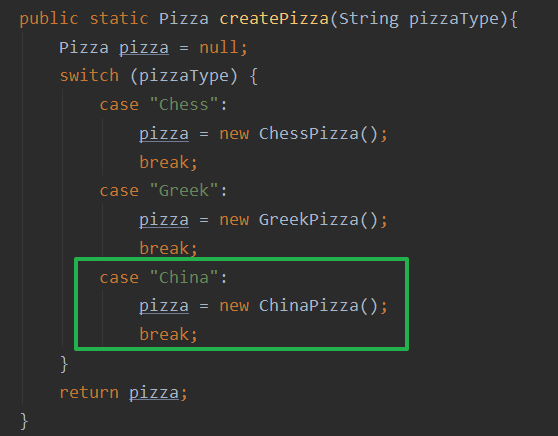 public static Pizza createPizza(String pizzaType){
    Pizza pizza = null;
    switch (pizzaType) {
        case "Chess":
            pizza = new ChessPizza();
            break;
        case "Greek":
            pizza = new GreekPizza();
            break;
        case "China":
            pizza = new ChinaPizza();
            break;
    }
    return pizza;
}